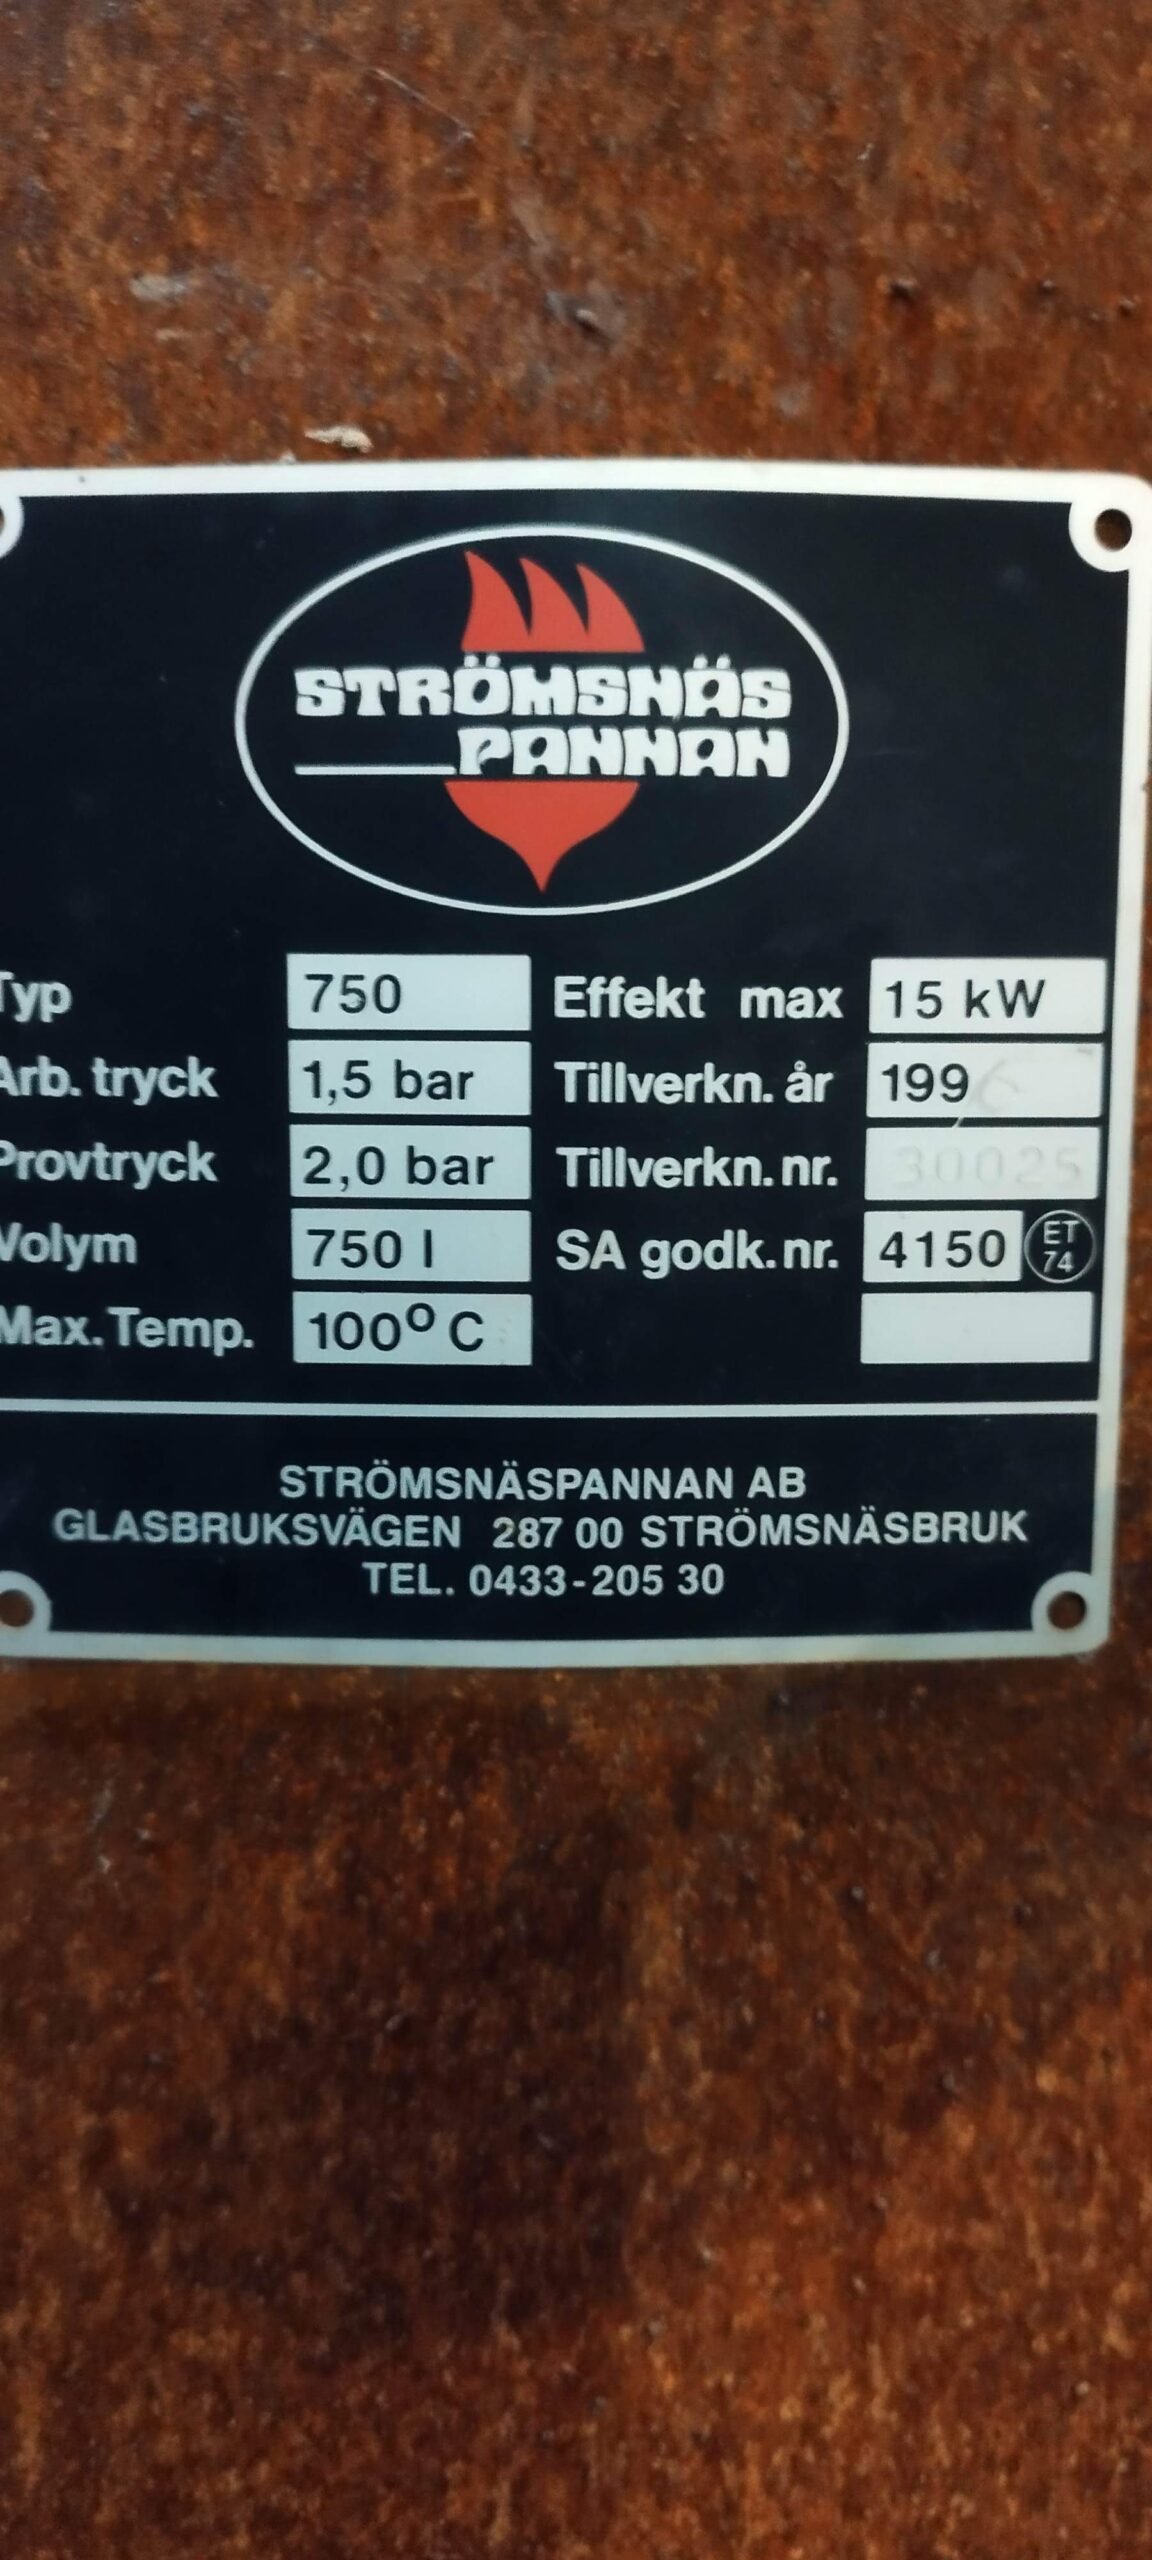 STRÖMSNÄS
PANNAN
Typ 750 Effekt max 15 kW
Arb. tryck 1,5 bar Tillverkn. år 1996
Provtryck 2,0 bar Tillverkn. nr. 30025
Volym 750 l SA godk. nr. 4150 ET 74
Max. Temp. 100° C
STRÖMSNÄSPANNAN AB
GLASBRUKSVÄGEN 287 00 STRÖMSNÄSBRUK
TEL. 0433-205 30